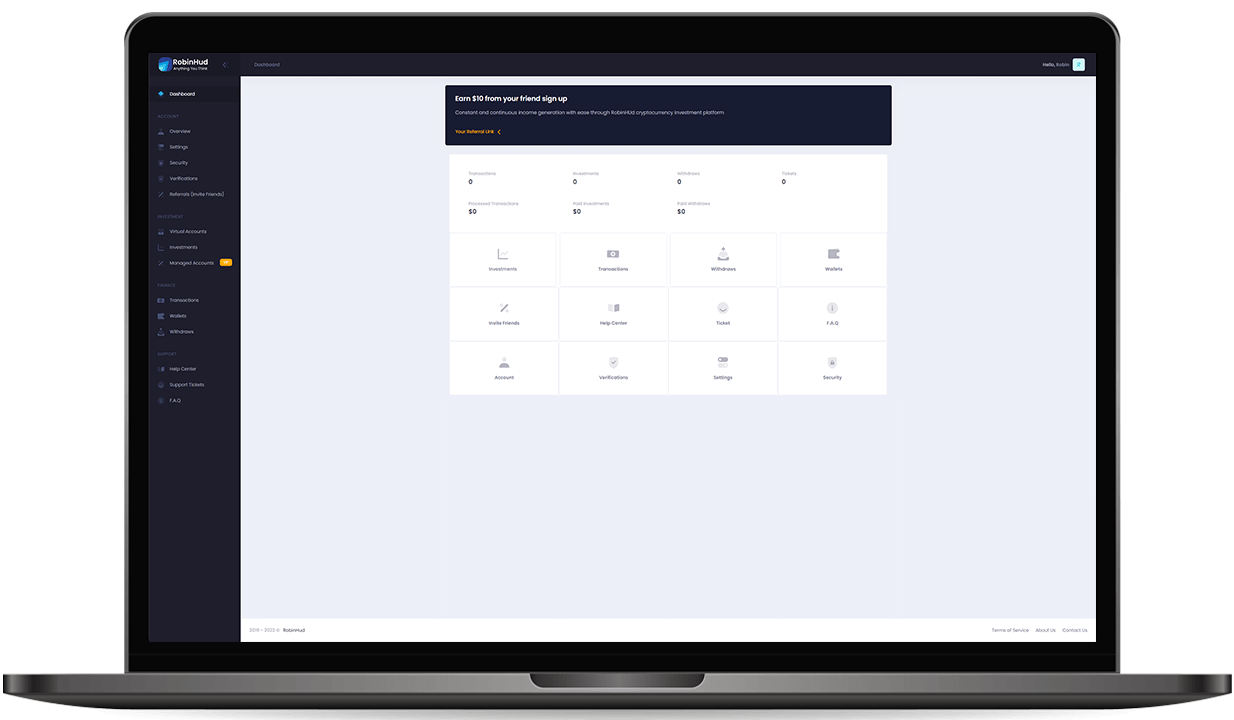 RobinHud
Anything You Think
Dashboard
Hello, Robin
Dashboard
ACCOUNT
Overview
Settings
Security
Verifications
Referrals (Invite Friends)
INVESTMENT
Virtual Accounts
Investments
Managed Accounts
FINANCE
Transactions
Wallets
Withdraws
SUPPORT
Help Center
Support Tickets
F.A.Q
Earn $10 from your friend sign up
Constant and continuous income generation with ease through RobinHUd cryptocurrency investment platform
Your Referral Link
Transactions
0
Investments
0
Withdraws
0
Tickets
0
Processed Transactions
$0
Paid Investments
$0
Paid Withdraws
$0
Investments
Transactions
Withdraws
Wallets
Invite Friends
Help Center
Ticket
F.A.Q
Account
Verifications
Settings
Security
2019 - 2023 © RobinHud
Terms of Service About Us Contact Us